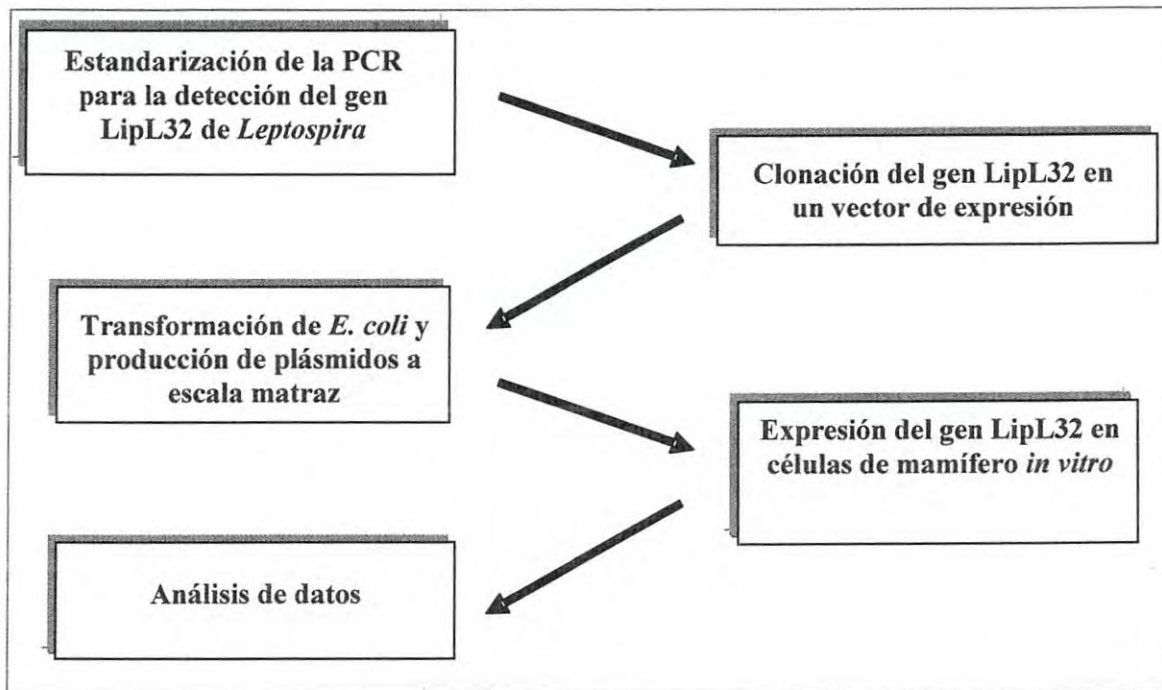 Estandarización de la PCR
para la detección del gen
LipL32 de Leptospira
Clonación del gen LipL32 en
un vector de expresión
Transformación de E. coli y
producción de plásmidos a
escala matraz
Expresión del gen LipL32 en
células de mamífero in vitro
Análisis de datos